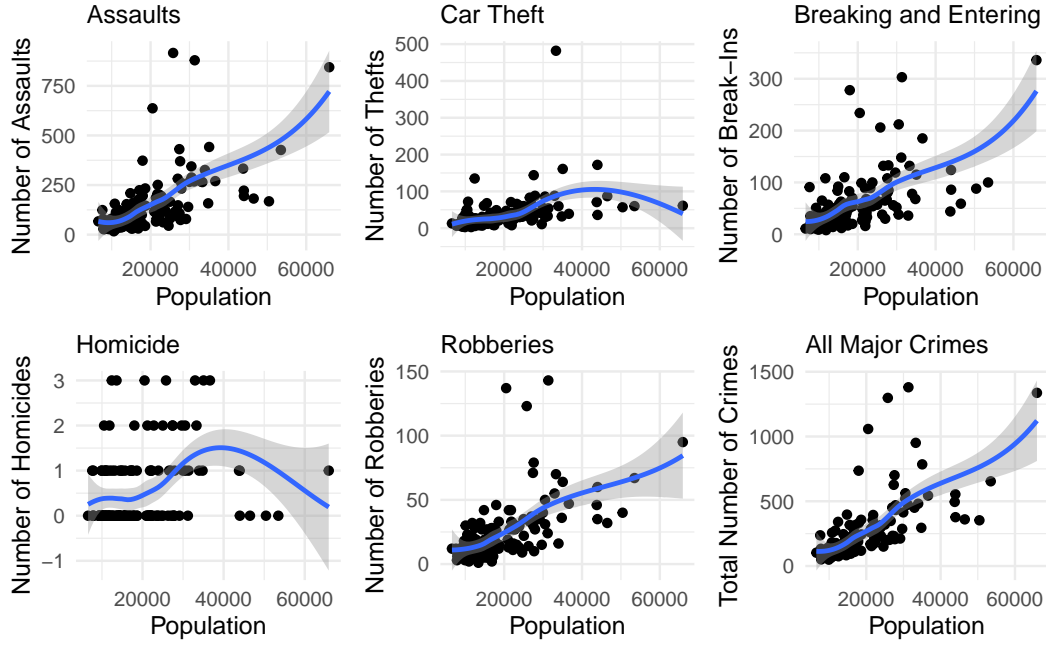 Assaults
Number of Assaults
750
500
250
0
20000 40000 60000
Population
Car Theft
Number of Thefts
500
400
300
200
100
0
20000 40000 60000
Population
Breaking and Entering
Number of Break−Ins
300
200
100
0
20000 40000 60000
Population
Homicide
Number of Homicides
3
2
1
0
−1
20000 40000 60000
Population
Robberies
Number of Robberies
150
100
50
0
20000 40000 60000
Population
All Major Crimes
Total Number of Crimes
1500
1000
500
0
20000 40000 60000
Population